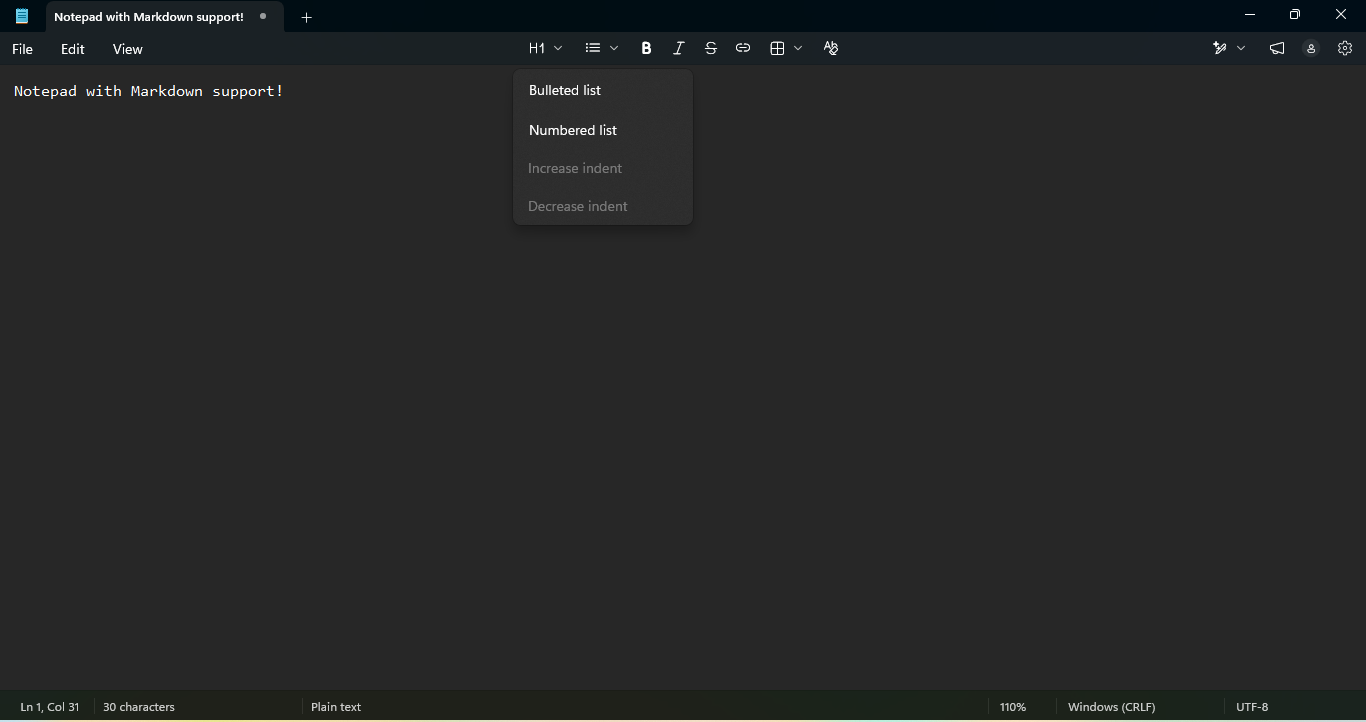 Notepad with Markdown support!
File Edit View H1 B I S
Notepad with Markdown support!
Bulleted list
Numbered list
Increase indent
Decrease indent
Ln 1, Col 31 30 characters Plain text 110% Windows (CRLF) UTF-8